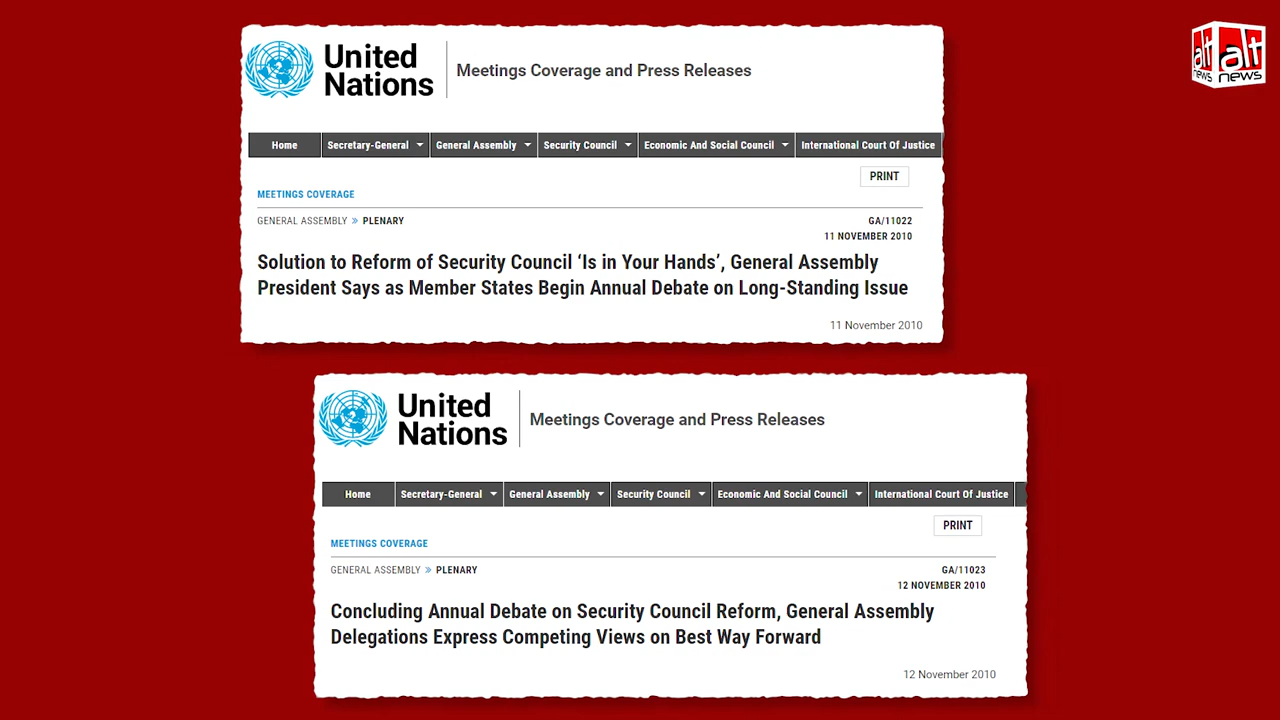 United
Nations
Meetings Coverage and Press Releases
alt
news
alt
news
Home Secretary-General General Assembly Security Council Economic And Social Council International Court Of Justice
PRINT
MEETINGS COVERAGE
GENERAL ASSEMBLY » PLENARY
GA/11022
11 NOVEMBER 2010
Solution to Reform of Security Council ‘Is in Your Hands’, General Assembly
President Says as Member States Begin Annual Debate on Long-Standing Issue
11 November 2010
United
Nations
Meetings Coverage and Press Releases
Home Secretary-General General Assembly Security Council Economic And Social Council International Court Of Justice
PRINT
MEETINGS COVERAGE
GENERAL ASSEMBLY » PLENARY
GA/11023
12 NOVEMBER 2010
Concluding Annual Debate on Security Council Reform, General Assembly
Delegations Express Competing Views on Best Way Forward
12 November 2010